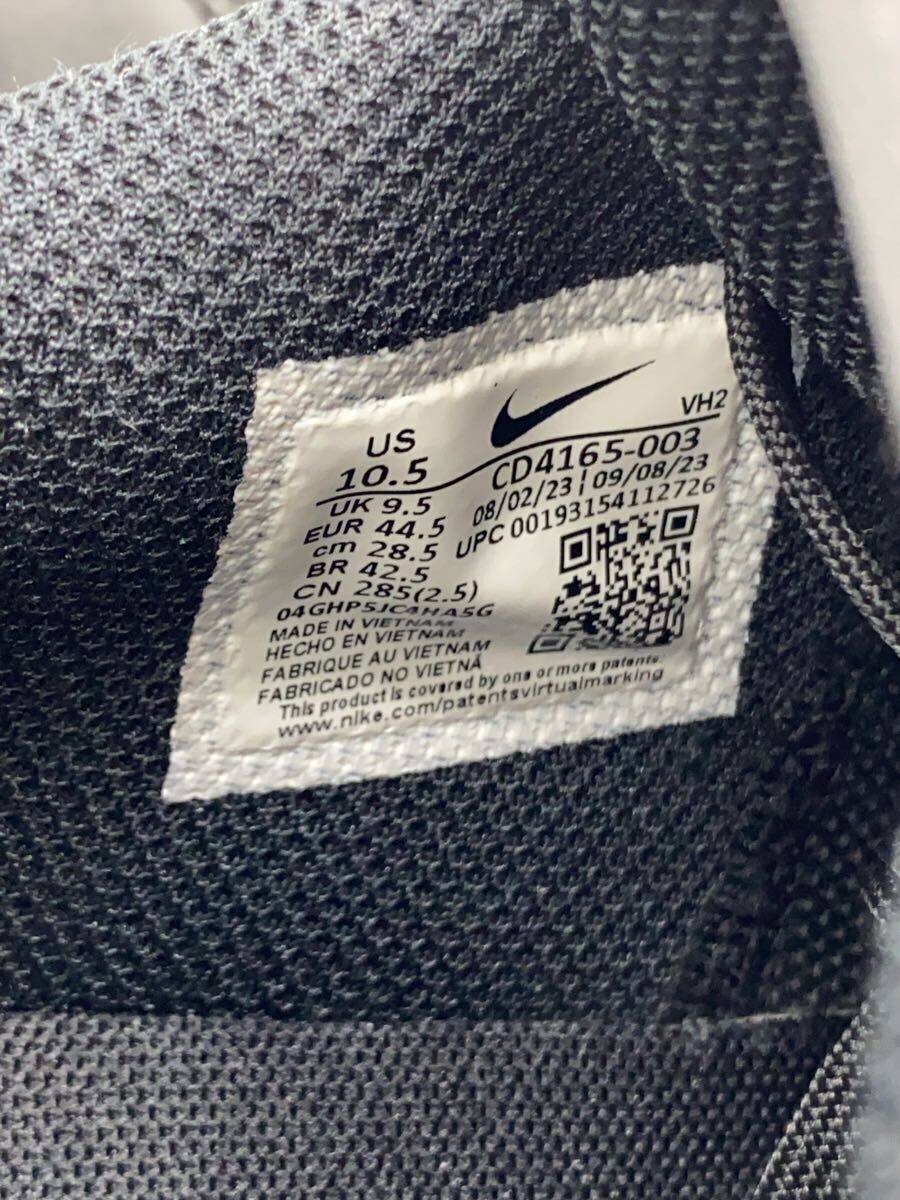 VH2
US
10.5
CD4165-003
08/02/23 | 09/08/23
UPC 00193154112726
UK 9.5
EUR 44.5
cm 28.5
BR 42.5
CN 285(2.5)
04GHP5JC4HA5G
MADE IN VIETNAM
HECHO EN VIETNAM
FABRIQUE AU VIETNAM
FABRICADO NO VIETNÃ
This product is covered by one or more patents.
www.nike.com/patentsvirtualmarking